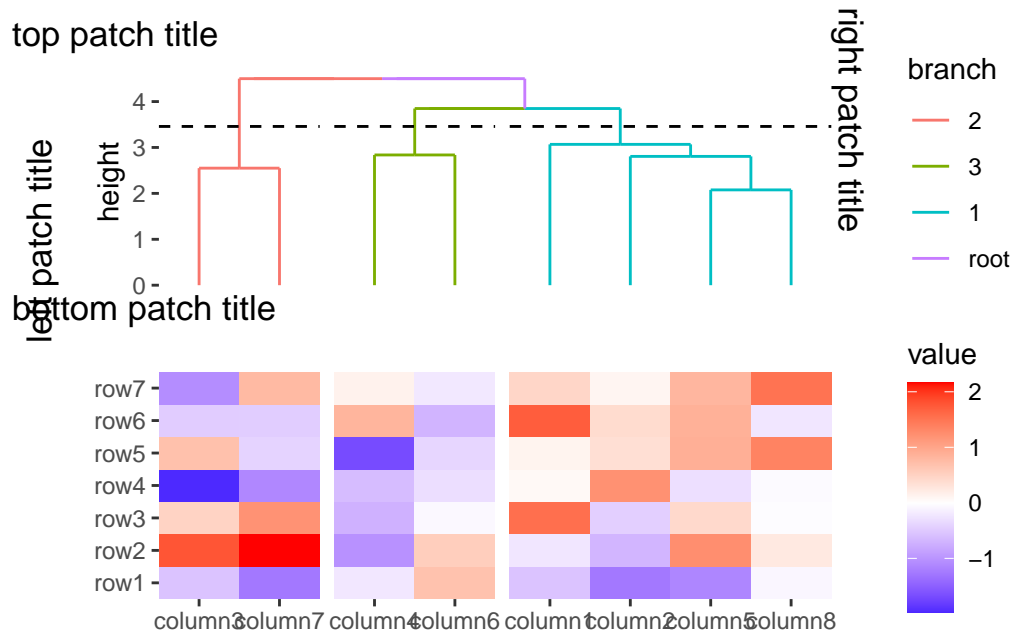 top patch title
right patch title
left patch title
height
4
3
2
1
0
branch
2
3
1
root
bottom patch title
row7
row6
row5
row4
row3
row2
row1
column3
column7
column4
column6
column1
column2
column5
column8
value
2
1
0
−1